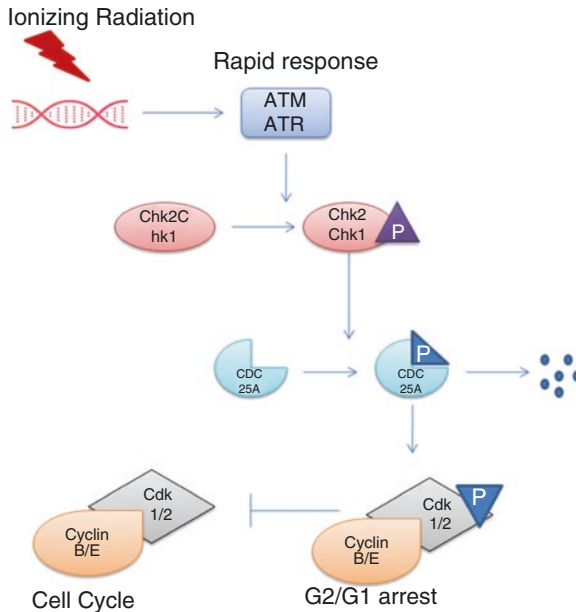 Ionizing Radiation
Rapid response
ATM
ATR
Chk2C
hk1
Chk2
Chk1
P
CDC
25A
P
CDC
25A
Cdk
1/2
Cyclin
B/E
Cell Cycle
Cdk
1/2
P
Cyclin
B/E
G2/G1 arrest